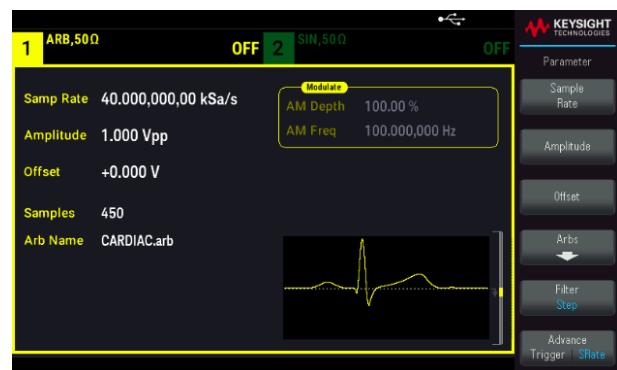 KEYSIGHT
TECHNOLOGIES
1 ARB,50Ω OFF 2 SIN,50Ω OFF
Parameter
Samp Rate 40.000,000,00 kSa/s
Amplitude 1.000 Vpp
Offset +0.000 V
Samples 450
Arb Name CARDIAC.arb
Modulate
AM Depth 100.00 %
AM Freq 100.000,000 Hz
Sample
Rate
Amplitude
Offset
Arbs
Filter
Step
Advance
Trigger | SRate